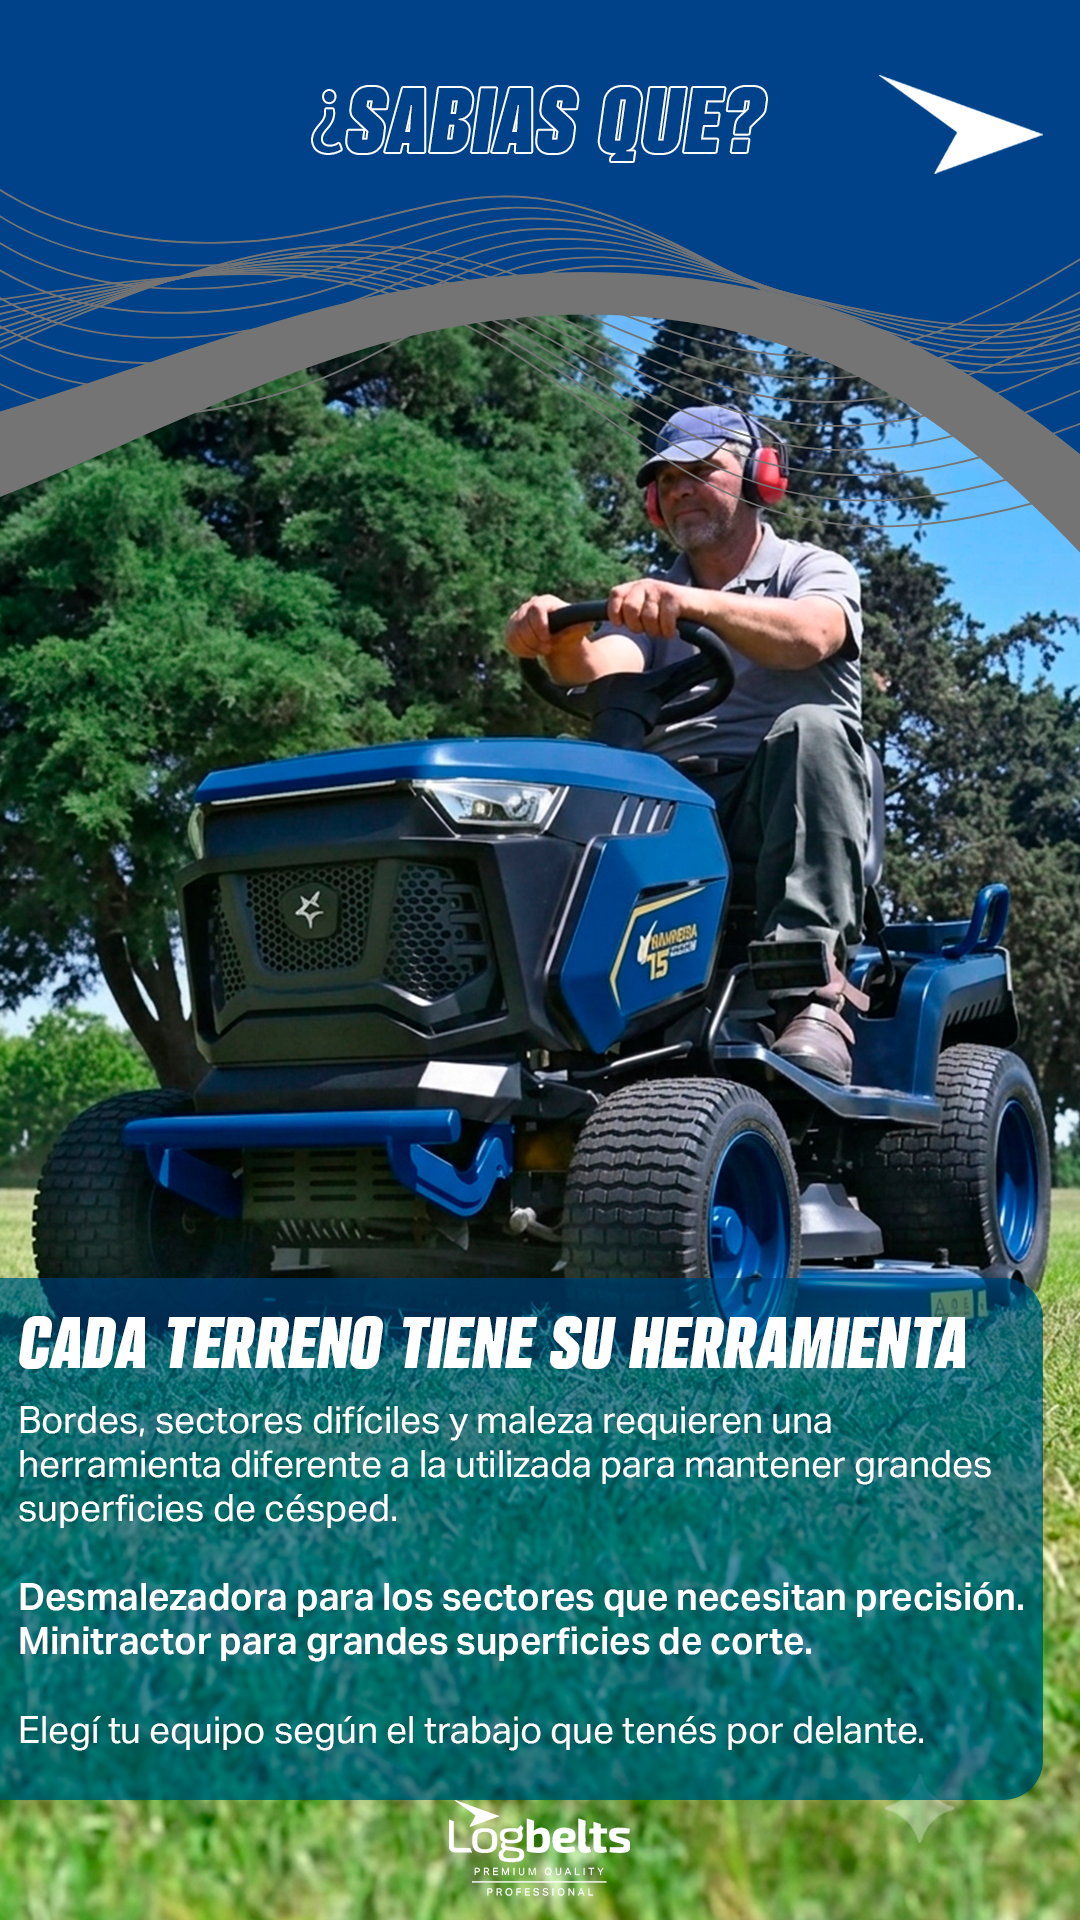 ¿SABIAS QUE?
15
CADA TERRENO TIENE SU HERRAMIENTA
Bordes, sectores difíciles y maleza requieren una
herramienta diferente a la utilizada para mantener grandes
superficies de césped.
Desmalezadora para los sectores que necesitan precisión.
Minitractor para grandes superficies de corte.
Elegí tu equipo según el trabajo que tenés por delante.
Logbelts
PREMIUM QUALITY
PROFESSIONAL